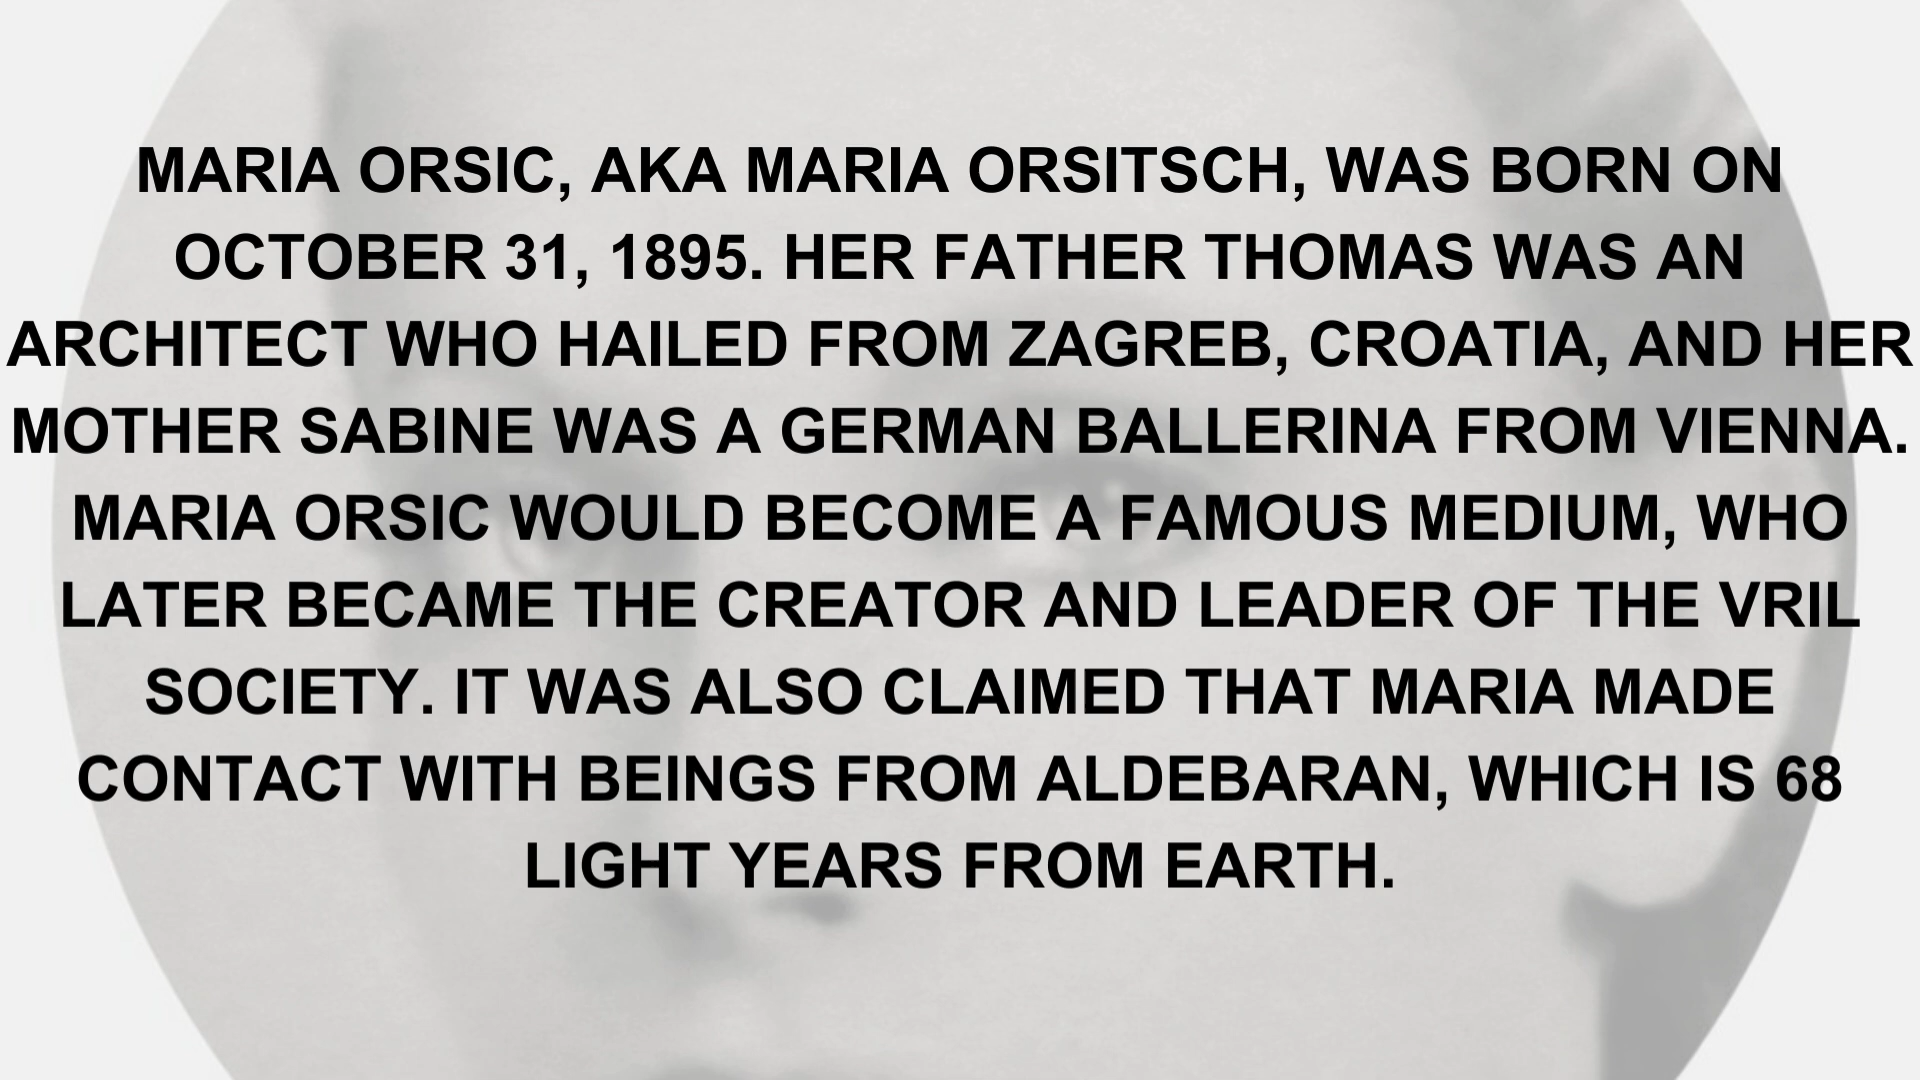 MARIA ORSIC, AKA MARIA ORSITSCH, WAS BORN ON
OCTOBER 31, 1895. HER FATHER THOMAS WAS AN
ARCHITECT WHO HAILED FROM ZAGREB, CROATIA, AND HER
MOTHER SABINE WAS A GERMAN BALLERINA FROM VIENNA.
MARIA ORSIC WOULD BECOME A FAMOUS MEDIUM, WHO
LATER BECAME THE CREATOR AND LEADER OF THE VRIL
SOCIETY. IT WAS ALSO CLAIMED THAT MARIA MADE
CONTACT WITH BEINGS FROM ALDEBARAN, WHICH IS 68
LIGHT YEARS FROM EARTH.